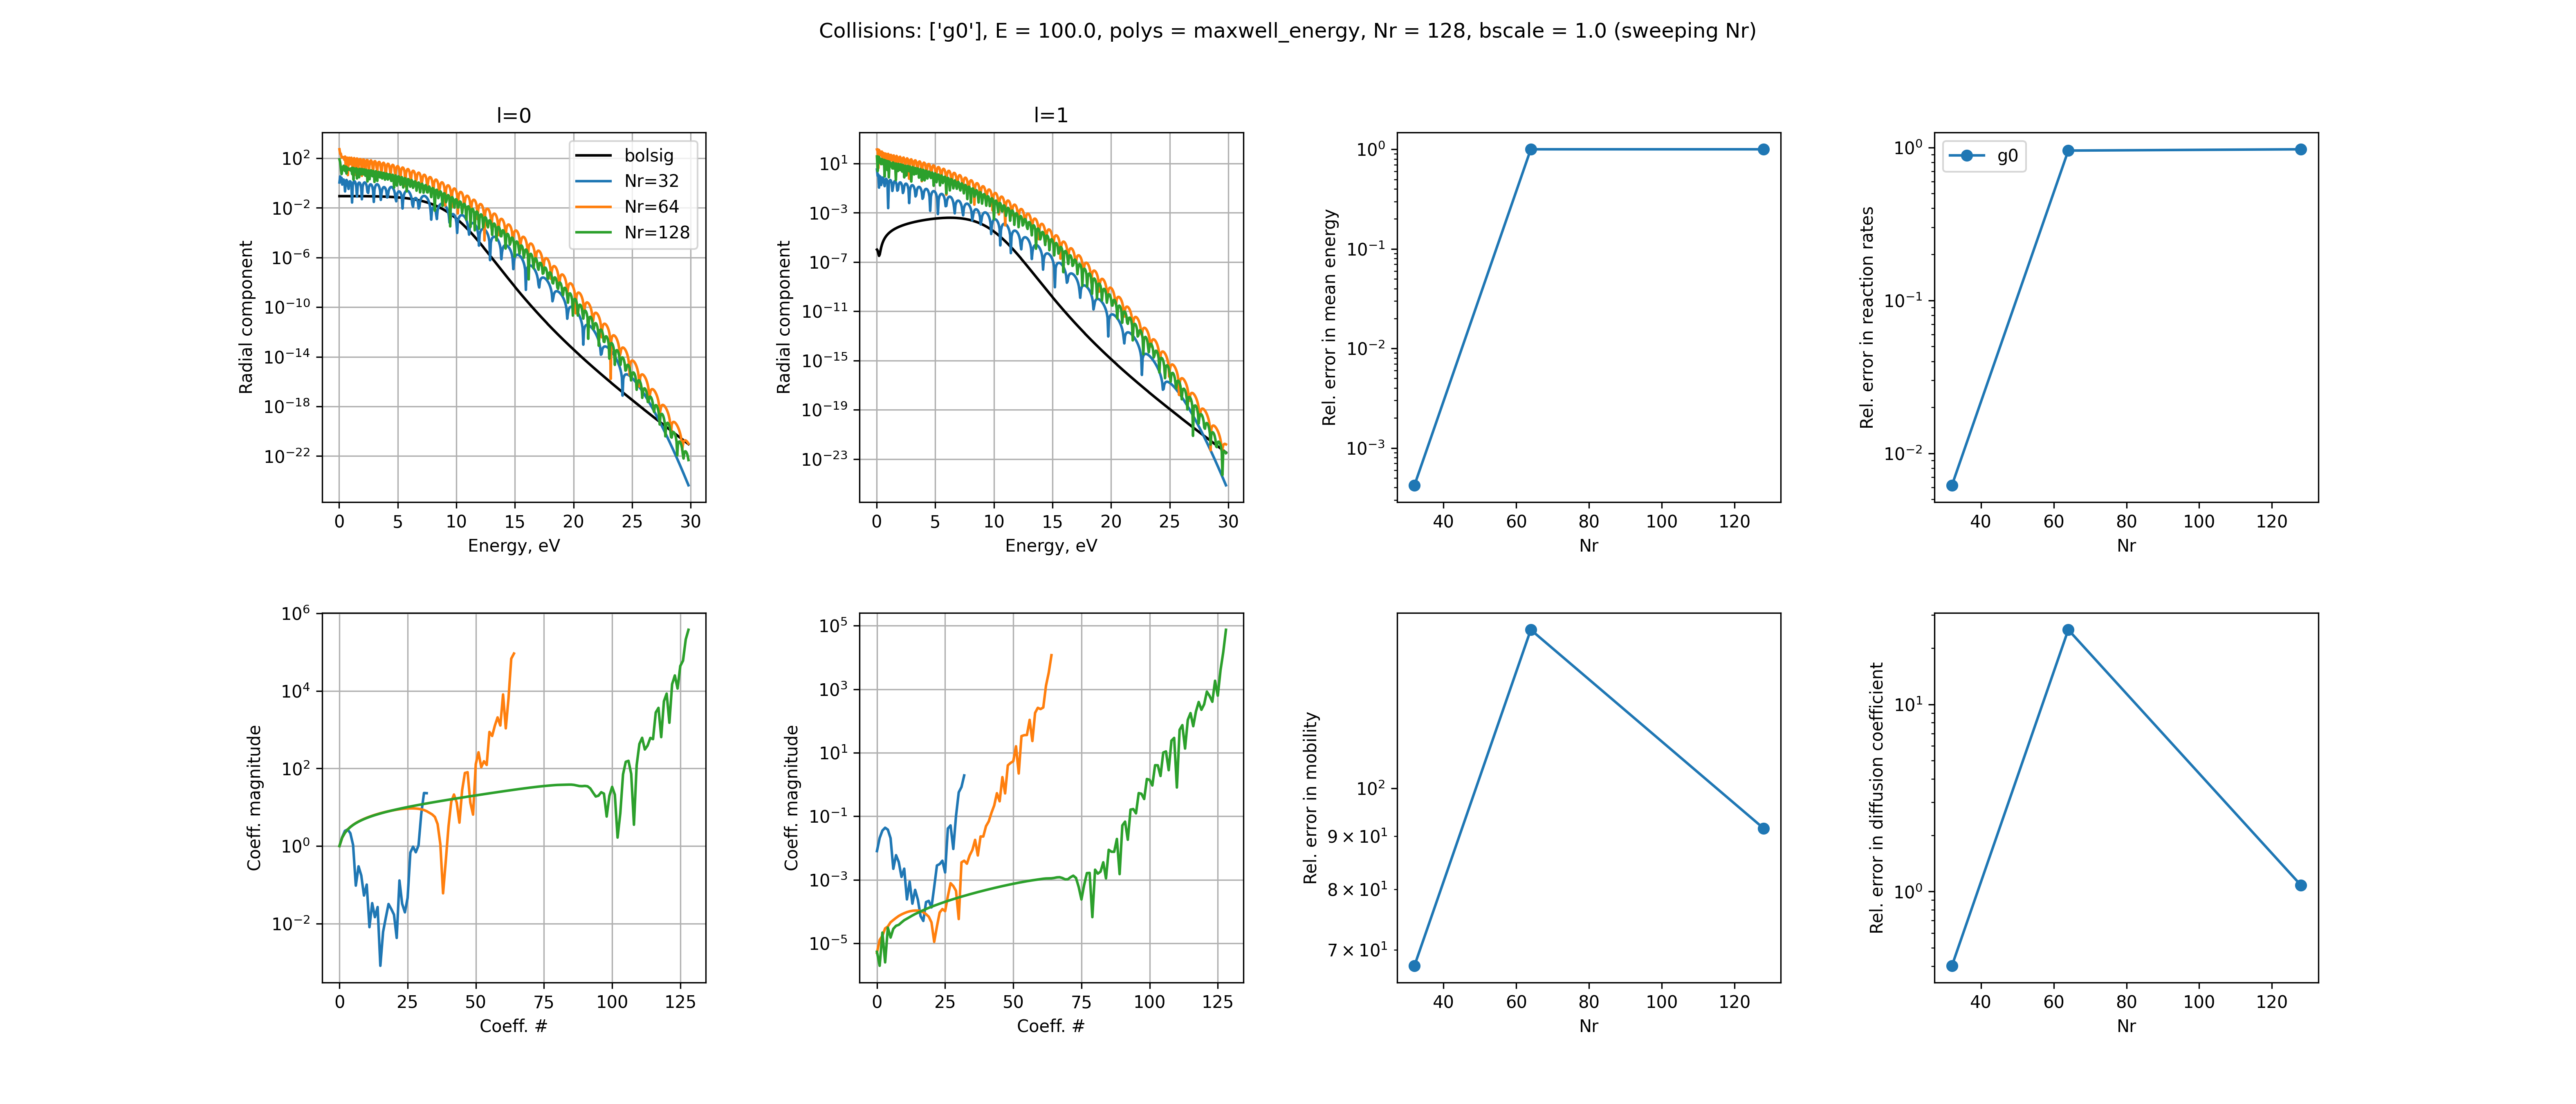 Collisions: ['g0'], E = 100.0, polys = maxwell_energy, Nr = 128, bscale = 1.0 (sweeping Nr)
l=0
Radial component
10^2
10^-2
10^-6
10^-10
10^-14
10^-18
10^-22
bolsig
Nr=32
Nr=64
Nr=128
0 5 10 15 20 25 30
Energy, eV
l=1
Radial component
10^1
10^-3
10^-7
10^-11
10^-15
10^-19
10^-23
0 5 10 15 20 25 30
Energy, eV
Rel. error in mean energy
10^0
10^-1
10^-2
10^-3
40 60 80 100 120
Nr
Rel. error in reaction rates
10^0
10^-1
10^-2
g0
40 60 80 100 120
Nr
Coeff. magnitude
10^6
10^4
10^2
10^0
10^-2
0 25 50 75 100 125
Coeff. #
Coeff. magnitude
10^5
10^3
10^1
10^-1
10^-3
10^-5
0 25 50 75 100 125
Coeff. #
Rel. error in mobility
10^2
9 × 10^1
8 × 10^1
7 × 10^1
40 60 80 100 120
Nr
Rel. error in diffusion coefficient
10^1
10^0
40 60 80 100 120
Nr